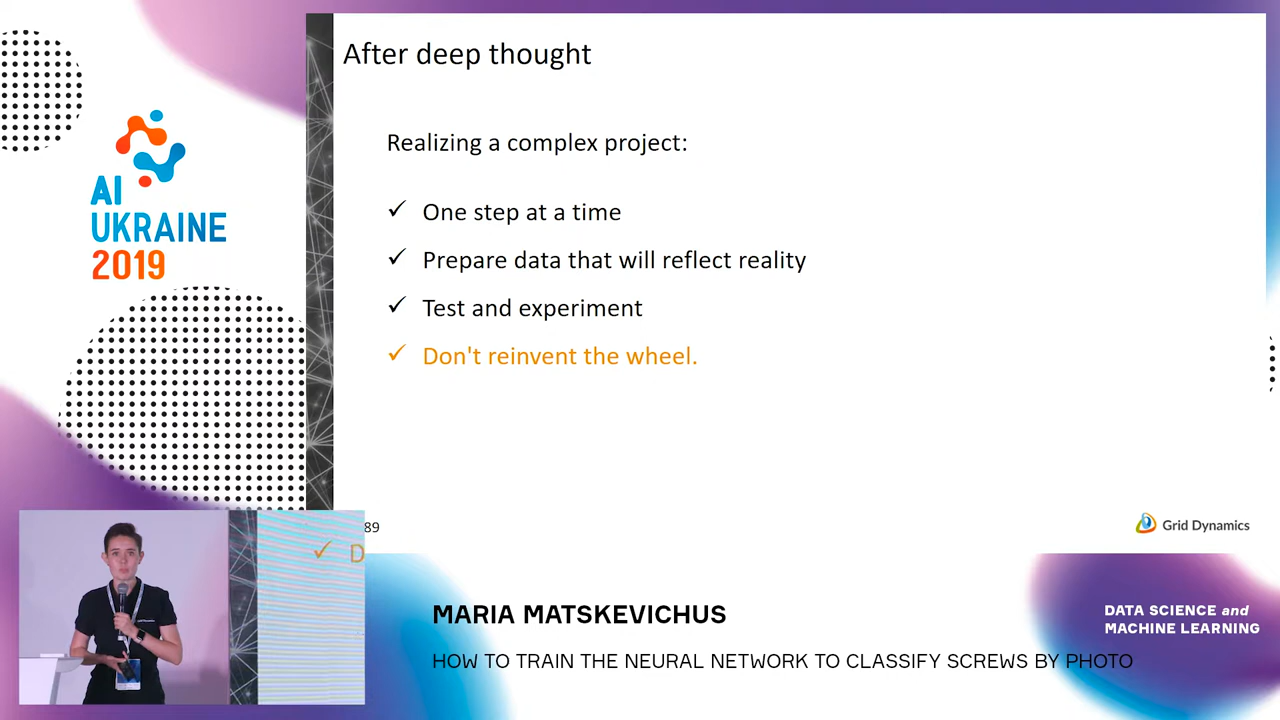 AI
UKRAINE
2019
After deep thought
Realizing a complex project:
✓ One step at a time
✓ Prepare data that will reflect reality
✓ Test and experiment
✓ Don't reinvent the wheel.
89
Grid Dynamics
✓ D
MARIA MATSKEVICHUS
HOW TO TRAIN THE NEURAL NETWORK TO CLASSIFY SCREWS BY PHOTO
DATA SCIENCE and
MACHINE LEARNING